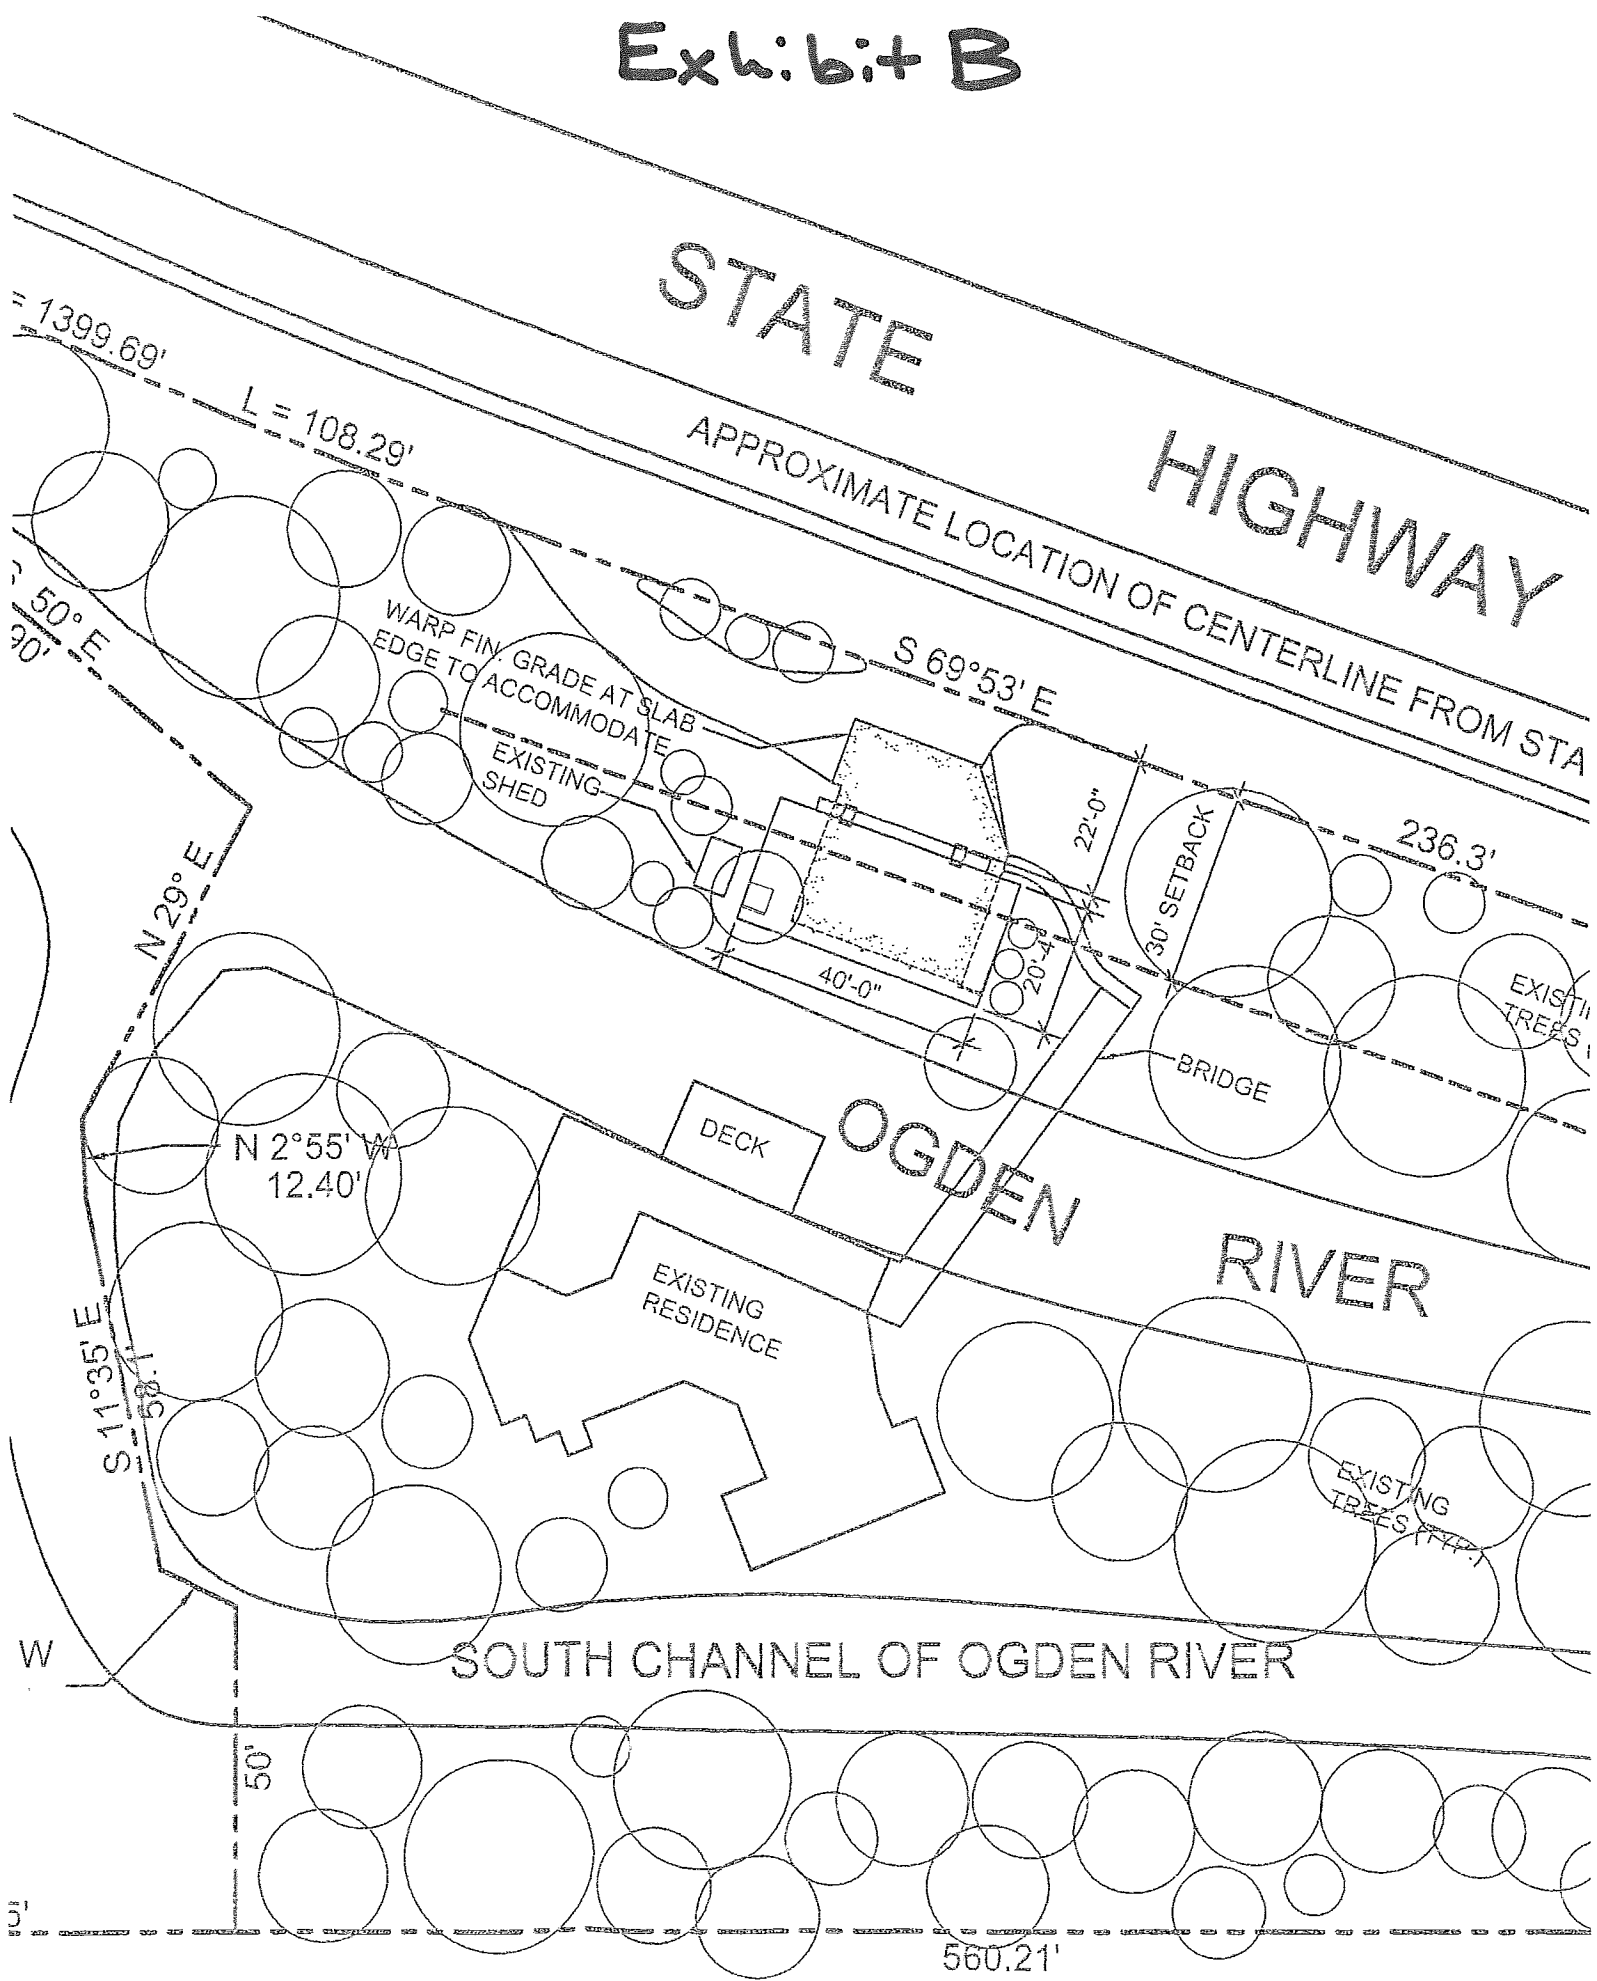 Exhibit B
STATE
HIGHWAY
APPROXIMATE LOCATION OF CENTERLINE FROM STA
= 1399.69'
L = 108.29'
S 69°53' E
236.3'
50° E
90'
WARP FIN. GRADE AT SLAB
EDGE TO ACCOMMODATE
EXISTING
SHED
22'-0"
30' SETBACK
20'-4"
40'-0"
EXISTI
TREES
N 29° E
BRIDGE
DECK
OGDEN
RIVER
N 2°55' W
12.40'
EXISTING
RESIDENCE
S 11°35' E
58.1'
EXISTING
TREES (TYP.)
W
SOUTH CHANNEL OF OGDEN RIVER
50'
5'
560.21'